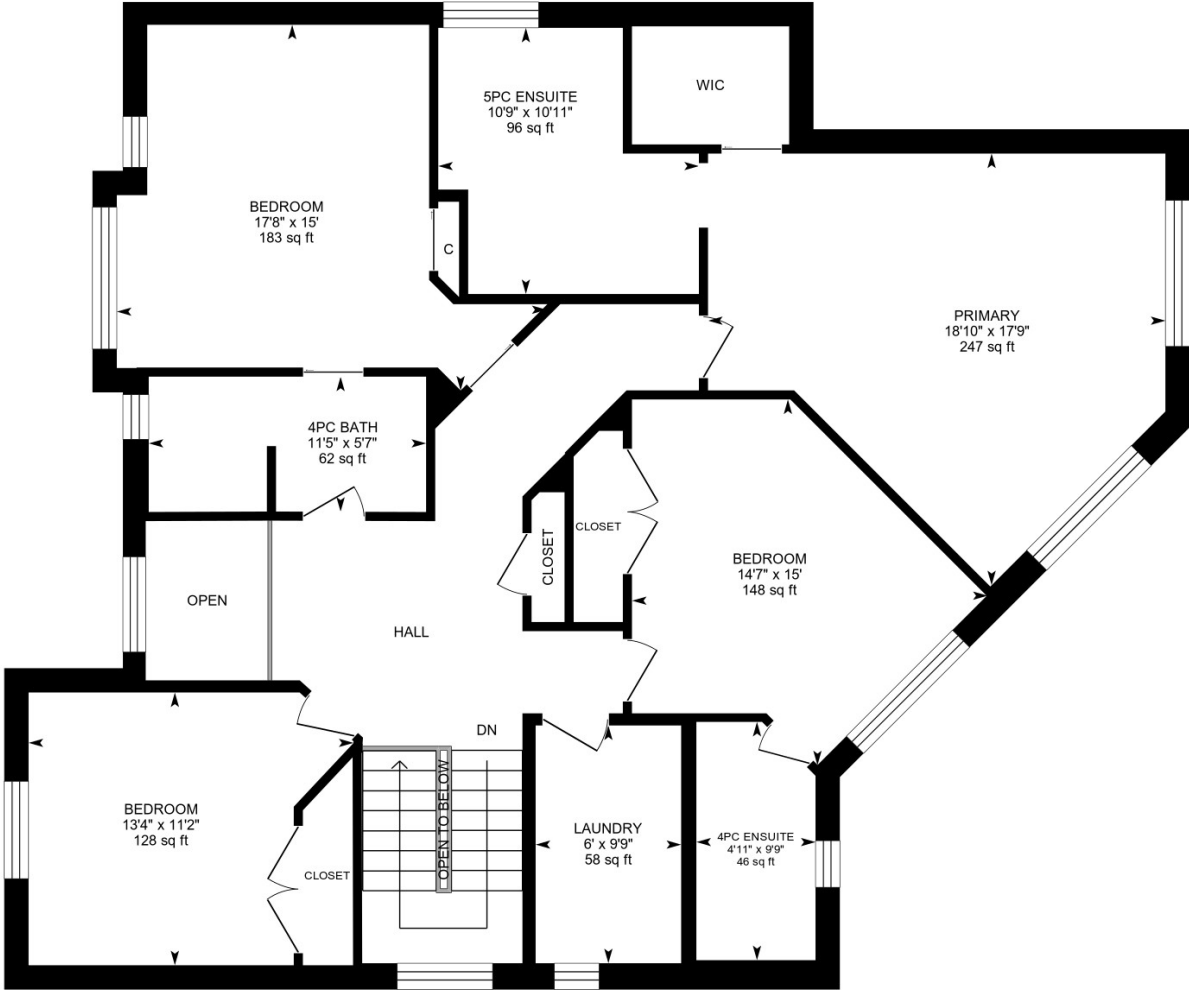 WIC
5PC ENSUITE
10'9" x 10'11"
96 sq ft
BEDROOM
17'8" x 15'
183 sq ft
C
PRIMARY
18'10" x 17'9"
247 sq ft
4PC BATH
11'5" x 5'7"
62 sq ft
CLOSET
CLOSET
BEDROOM
14'7" x 15'
148 sq ft
OPEN
HALL
DN
OPEN TO BELOW
BEDROOM
13'4" x 11'2"
128 sq ft
CLOSET
LAUNDRY
6' x 9'9"
58 sq ft
4PC ENSUITE
4'11" x 9'9"
46 sq ft